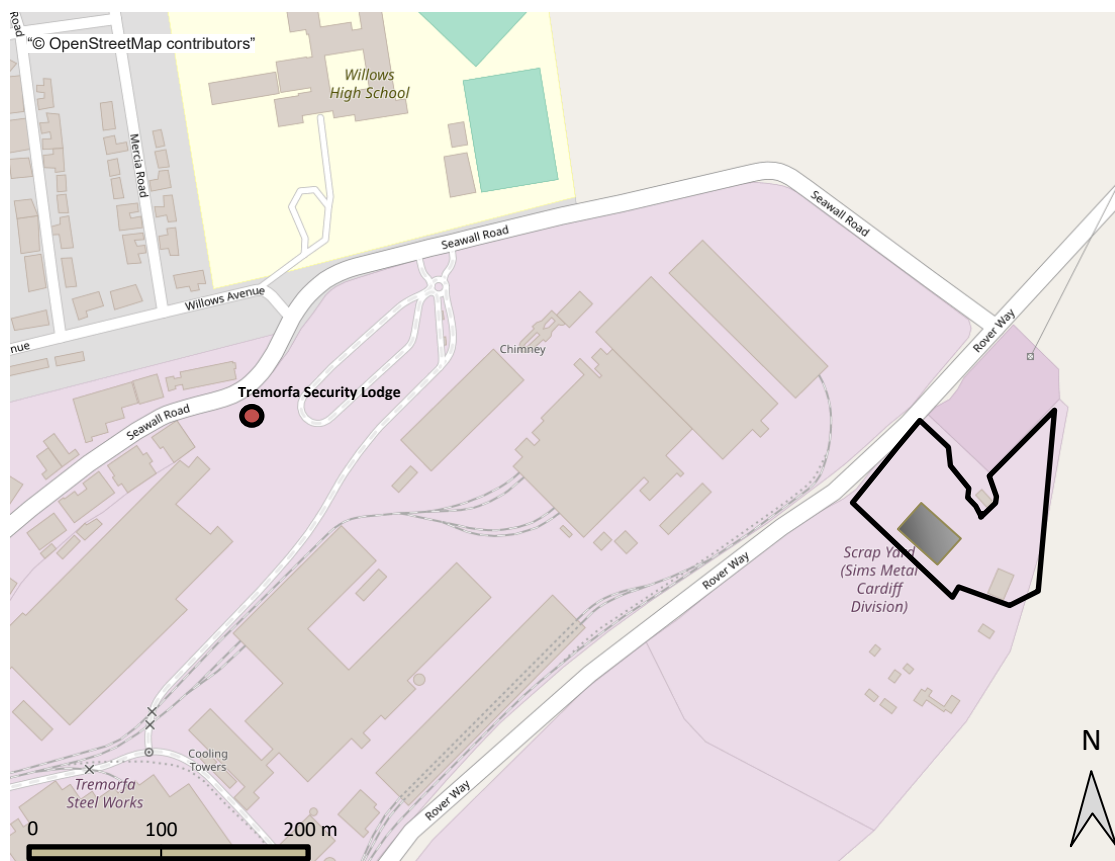 Road
"© OpenStreetMap contributors"
Willows
High School
Mercia Road
Road
Seawall Road
Seawall Road
Willows Avenue
Rover Way
nue
Chimney
Tremorfa Security Lodge
Seawall Road
Scrap Yard
(Sims Metal
Cardiff
Division)
Rover Way
Cooling
Towers
Tremorfa
Steel Works
Rover Way
N
0 100 200 m